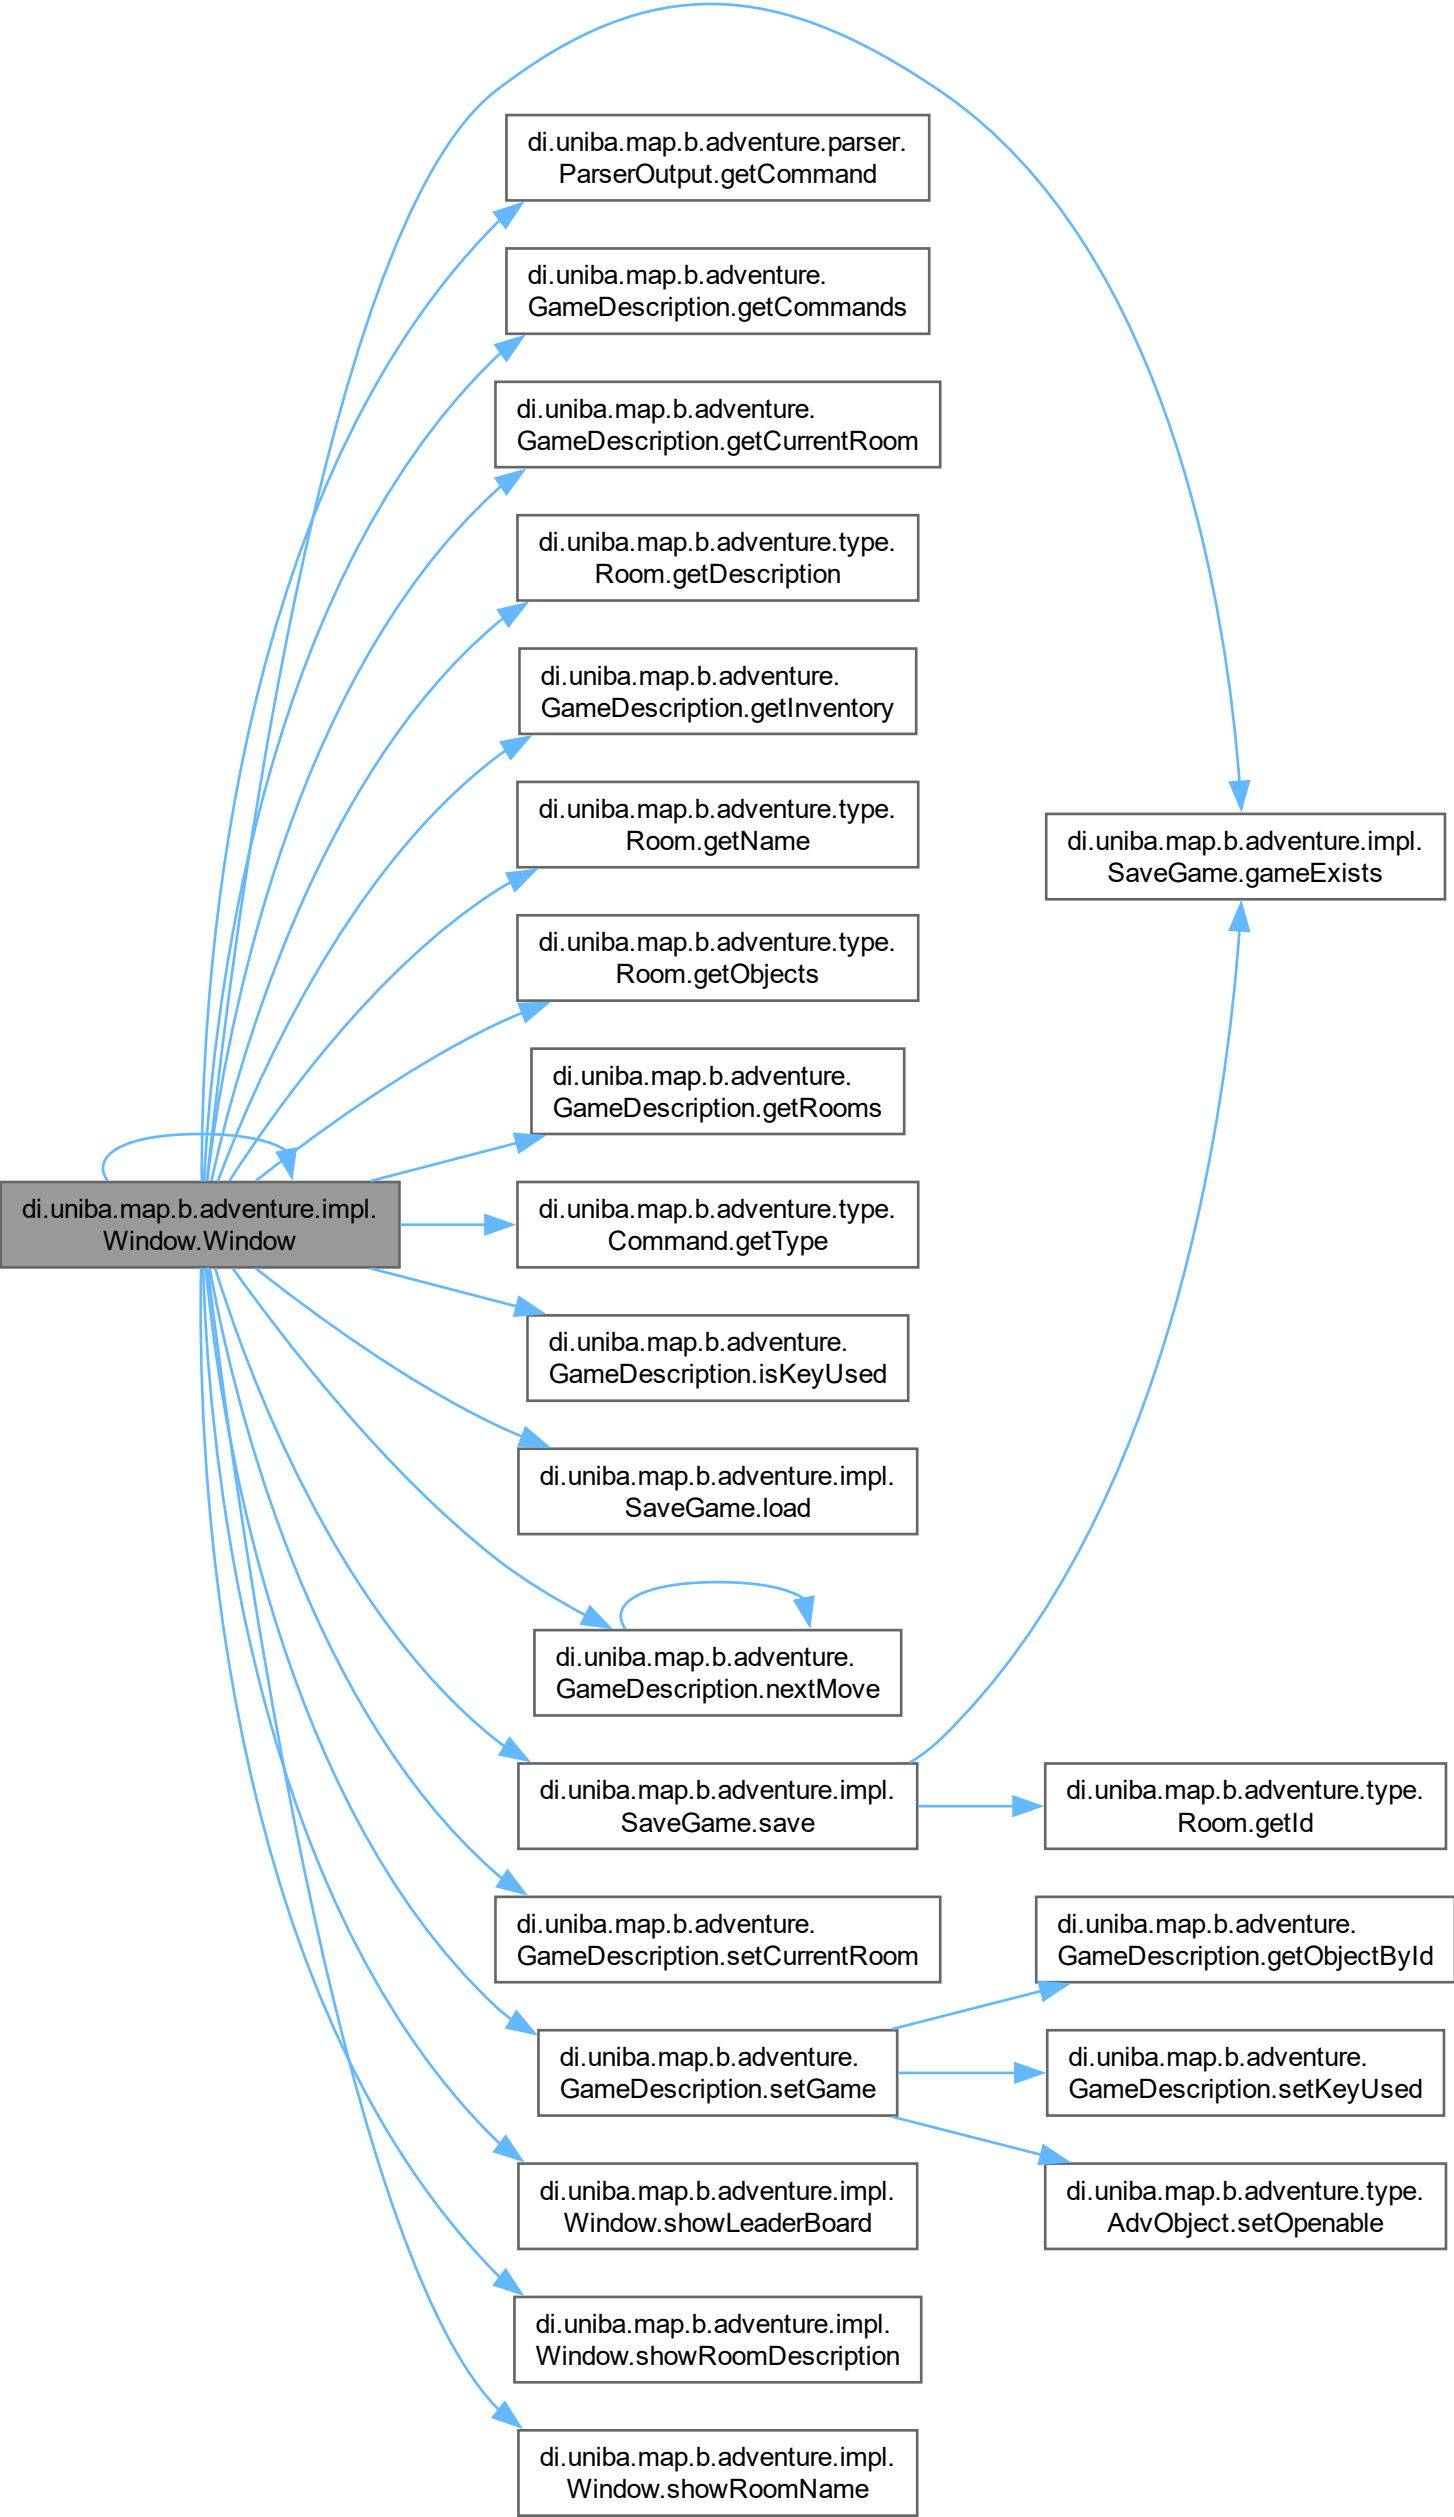 di.uniba.map.b.adventure.parser.
ParserOutput.getCommand
di.uniba.map.b.adventure.
GameDescription.getCommands
di.uniba.map.b.adventure.
GameDescription.getCurrentRoom
di.uniba.map.b.adventure.type.
Room.getDescription
di.uniba.map.b.adventure.
GameDescription.getInventory
di.uniba.map.b.adventure.type.
Room.getName
di.uniba.map.b.adventure.impl.
SaveGame.gameExists
di.uniba.map.b.adventure.type.
Room.getObjects
di.uniba.map.b.adventure.
GameDescription.getRooms
di.uniba.map.b.adventure.impl.
Window.Window
di.uniba.map.b.adventure.type.
Command.getType
di.uniba.map.b.adventure.
GameDescription.isKeyUsed
di.uniba.map.b.adventure.impl.
SaveGame.load
di.uniba.map.b.adventure.
GameDescription.nextMove
di.uniba.map.b.adventure.impl.
SaveGame.save
di.uniba.map.b.adventure.type.
Room.getId
di.uniba.map.b.adventure.
GameDescription.setCurrentRoom
di.uniba.map.b.adventure.
GameDescription.getObjectById
di.uniba.map.b.adventure.
GameDescription.setGame
di.uniba.map.b.adventure.
GameDescription.setKeyUsed
di.uniba.map.b.adventure.impl.
Window.showLeaderBoard
di.uniba.map.b.adventure.type.
AdvObject.setOpenable
di.uniba.map.b.adventure.impl.
Window.showRoomDescription
di.uniba.map.b.adventure.impl.
Window.showRoomName